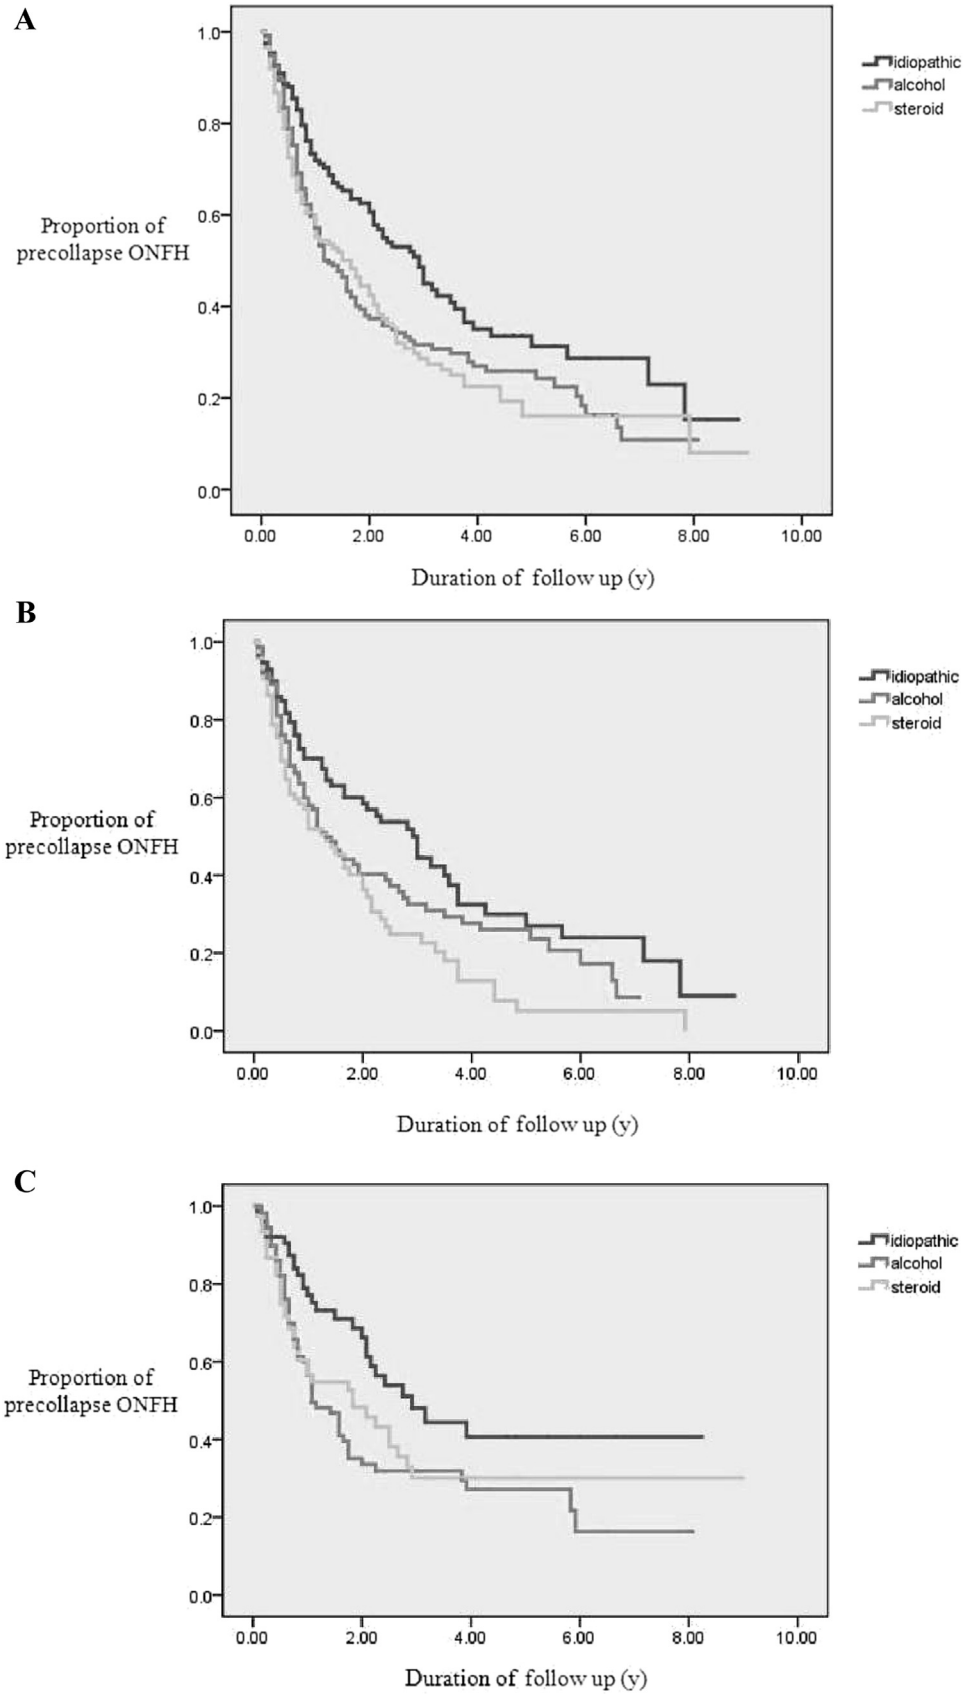 A
1.0
0.8
0.6
0.4
0.2
0.0
Proportion of
precollapse ONFH
idiopathic
alcohol
steroid
0.00 2.00 4.00 6.00 8.00 10.00
Duration of follow up (y)
B
1.0
0.8
0.6
0.4
0.2
0.0
Proportion of
precollapse ONFH
idiopathic
alcohol
steroid
0.00 2.00 4.00 6.00 8.00 10.00
Duration of follow up (y)
C
1.0
0.8
0.6
0.4
0.2
0.0
Proportion of
precollapse ONFH
idiopathic
alcohol
steroid
0.00 2.00 4.00 6.00 8.00 10.00
Duration of follow up (y)